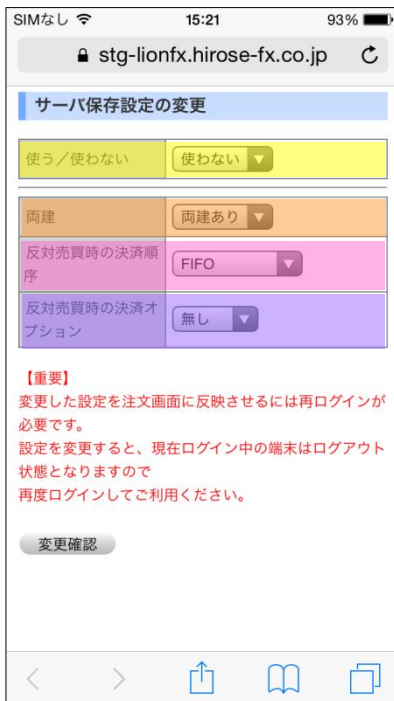 SIMなし 15:21 93%
stg-lionfx.hirose-fx.co.jp
サーバ保存設定の変更
使う／使わない 使わない
両建 両建あり
反対売買時の決済順
序 FIFO
反対売買時の決済オ
プション 無し
【重要】
変更した設定を注文画面に反映させるには再ログインが
必要です。
設定を変更すると、現在ログイン中の端末はログアウト
状態となりますので
再度ログインしてご利用ください。
変更確認